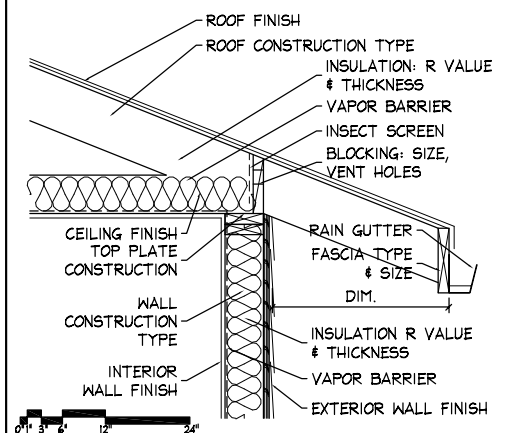 ROOF FINISH
ROOF CONSTRUCTION TYPE
INSULATION: R VALUE
& THICKNESS
VAPOR BARRIER
INSECT SCREEN
BLOCKING: SIZE,
VENT HOLES
CEILING FINISH
TOP PLATE
CONSTRUCTION
RAIN GUTTER
FASCIA TYPE
& SIZE
DIM.
WALL
CONSTRUCTION
TYPE
INSULATION R VALUE
& THICKNESS
INTERIOR
WALL FINISH
VAPOR BARRIER
EXTERIOR WALL FINISH
0" 1" 3" 6" 12" 24"